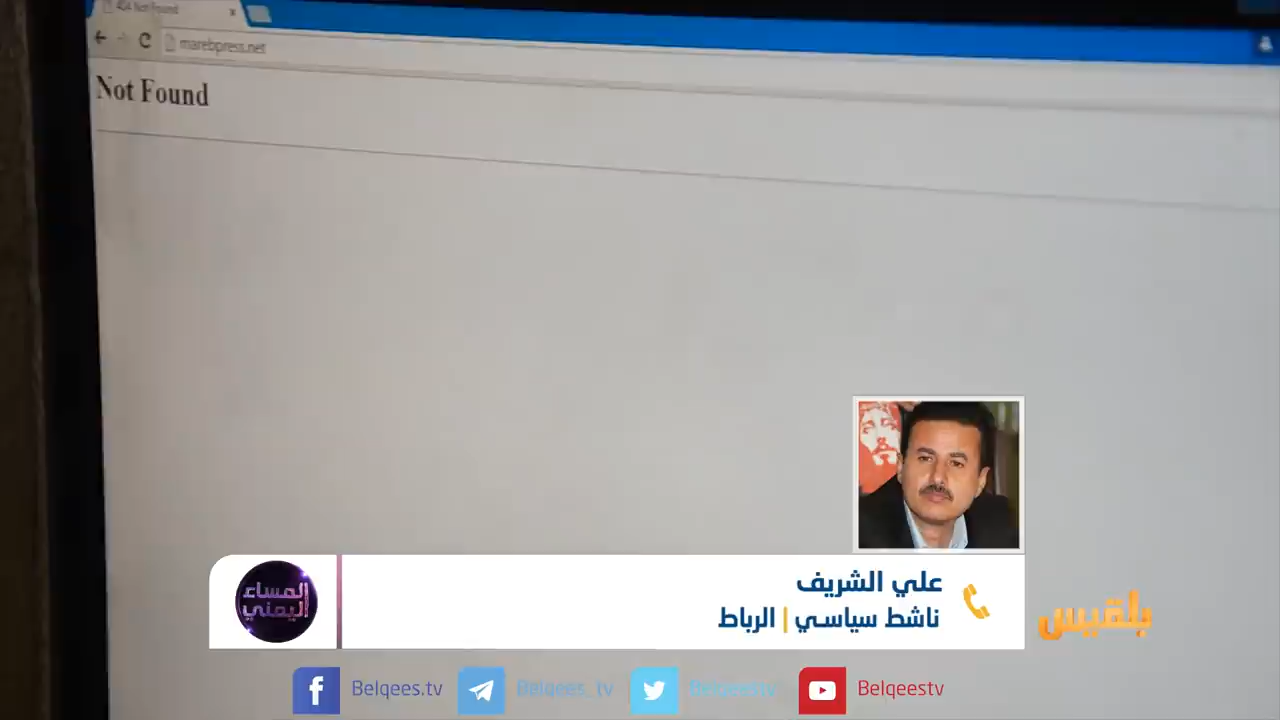 404 Not Found
marebpress.net
Not Found
علي الشريف
ناشط سياسي | الرباط
المساء
اليمني
بلقيس
Belqees.tv
Belqees_tv
Belqeestv
Belqeestv